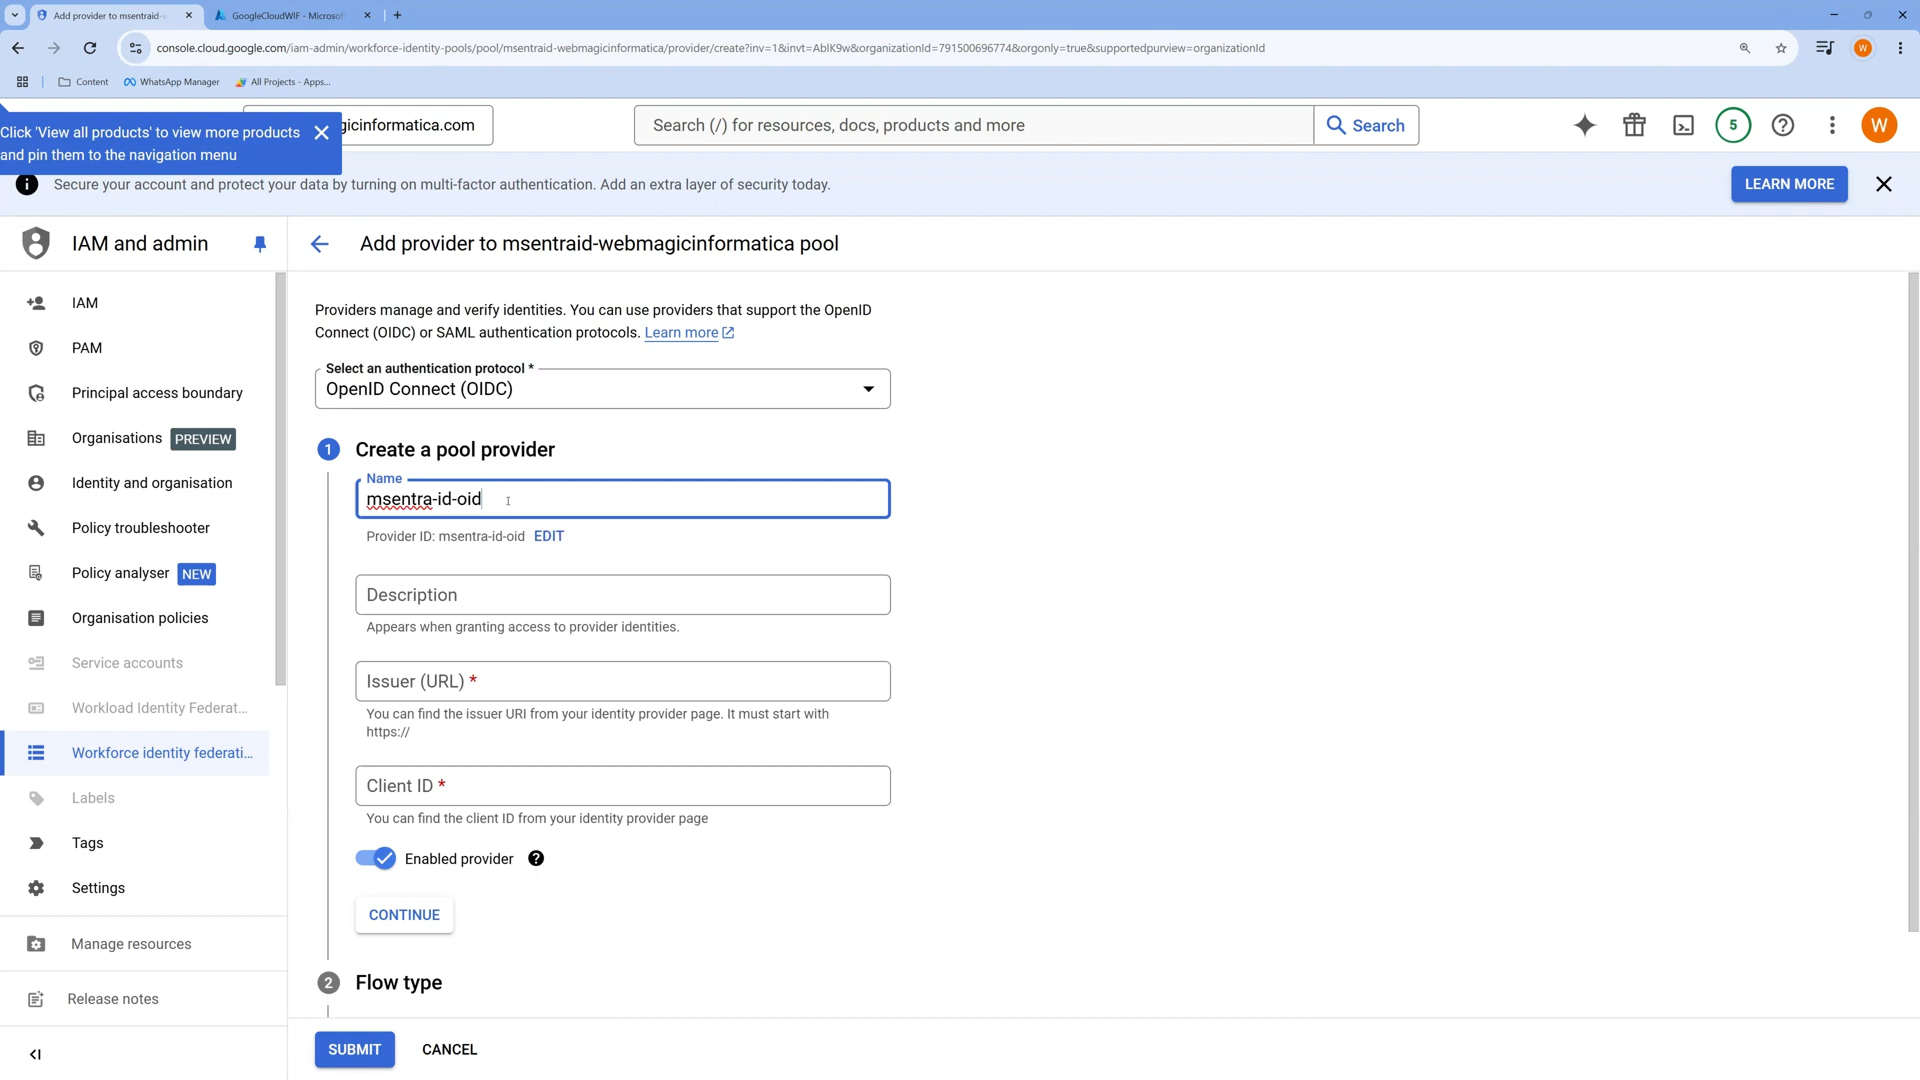 Add provider to msentraid-w
GoogleCloudWIF - Microsof
console.cloud.google.com/iam-admin/workforce-identity-pools/pool/msentraid-webmagicinformatica/provider/create?inv=1&invt=AblK9w&organizationId=791500696774&orgonly=true&supportedpurview=organizationId
W
Content
WhatsApp Manager
All Projects - Apps...
Click 'View all products' to view more products
and pin them to the navigation menu
gicinformatica.com
Search (/) for resources, docs, products and more
Search
5
W
Secure your account and protect your data by turning on multi-factor authentication. Add an extra layer of security today.
LEARN MORE
IAM and admin
Add provider to msentraid-webmagicinformatica pool
IAM
PAM
Principal access boundary
Organisations PREVIEW
Identity and organisation
Policy troubleshooter
Policy analyser NEW
Organisation policies
Service accounts
Workload Identity Federat...
Workforce identity federati...
Labels
Tags
Settings
Manage resources
Release notes
Providers manage and verify identities. You can use providers that support the OpenID
Connect (OIDC) or SAML authentication protocols. Learn more
Select an authentication protocol *
OpenID Connect (OIDC)
1 Create a pool provider
Name
msentra-id-oid
Provider ID: msentra-id-oid EDIT
Description
Appears when granting access to provider identities.
Issuer (URL) *
You can find the issuer URI from your identity provider page. It must start with
https://
Client ID *
You can find the client ID from your identity provider page
Enabled provider
CONTINUE
2 Flow type
SUBMIT
CANCEL